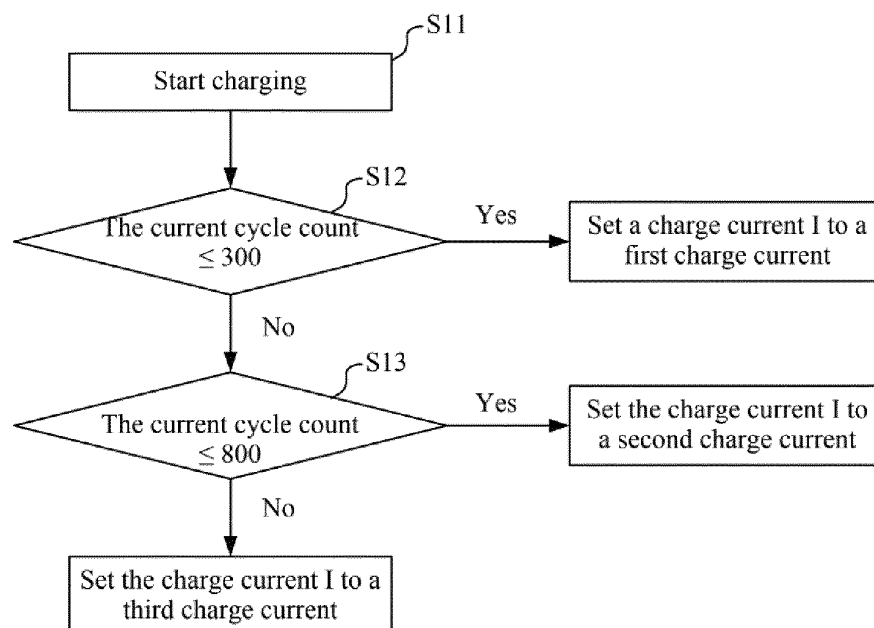 S11
Start charging
S12
The current cycle count
≤ 300
Yes
Set a charge current I to a
first charge current
No
S13
The current cycle count
≤ 800
Yes
Set the charge current I to
a second charge current
No
Set the charge current I to a
third charge current